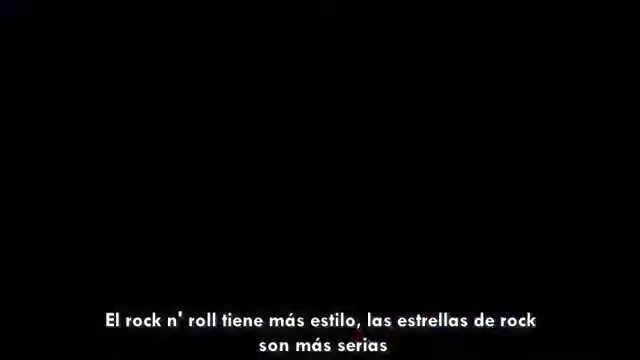 El rock n' roll tiene más estilo, las estrellas de rock
son más serias